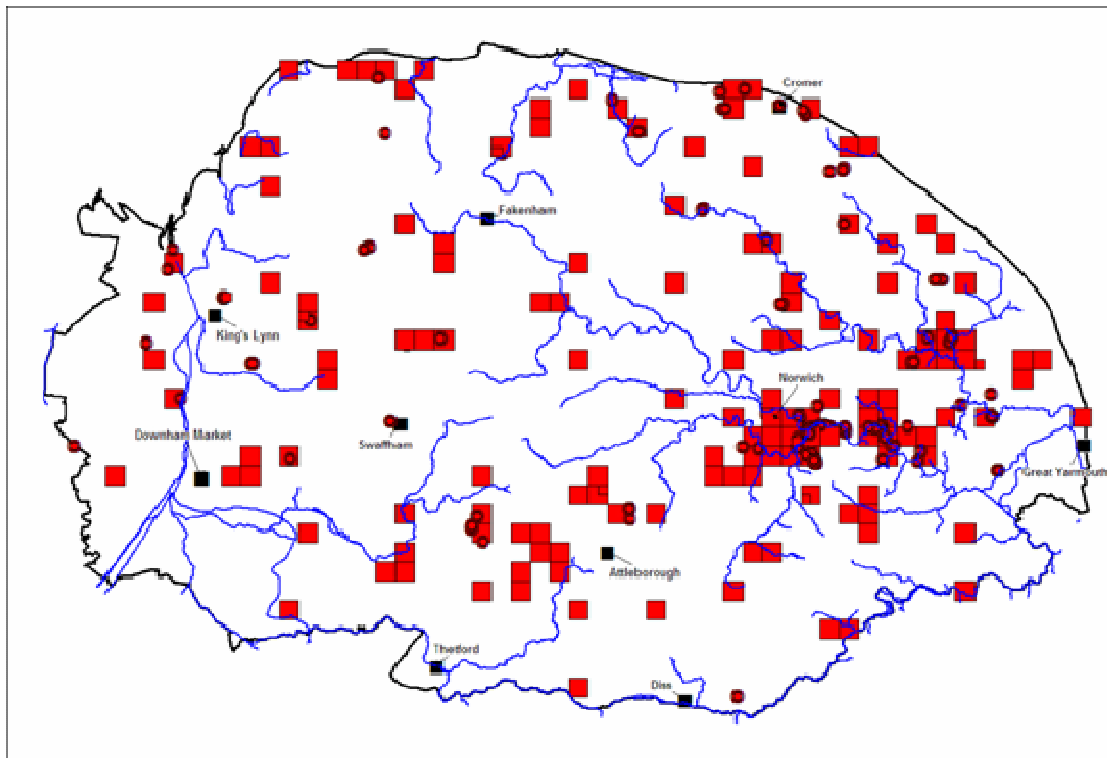 Cromer
Fakenham
King's Lynn
Norwich
Downham Market
Swaffham
Great Yarmouth
Attleborough
Thetford
Diss